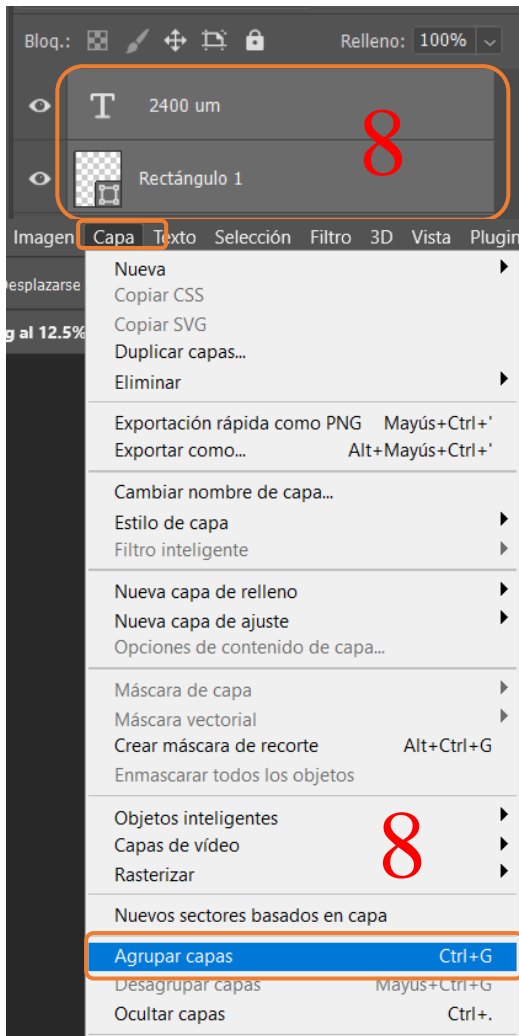 Bloq.: Relleno: 100%
T 2400 um
8
Rectángulo 1
Imagen Capa Texto Selección Filtro 3D Vista Plugin
esplazarse
g al 12.5%
Nueva
Copiar CSS
Copiar SVG
Duplicar capas...
Eliminar
Exportación rápida como PNG Mayús+Ctrl+'
Exportar como... Alt+Mayús+Ctrl+'
Cambiar nombre de capa...
Estilo de capa
Filtro inteligente
Nueva capa de relleno
Nueva capa de ajuste
Opciones de contenido de capa...
Máscara de capa
Máscara vectorial
Crear máscara de recorte Alt+Ctrl+G
Enmascarar todos los objetos
Objetos inteligentes
8
Capas de vídeo
Rasterizar
Nuevos sectores basados en capa
Agrupar capas Ctrl+G
Desagrupar capas Mayús+Ctrl+G
Ocultar capas Ctrl+.